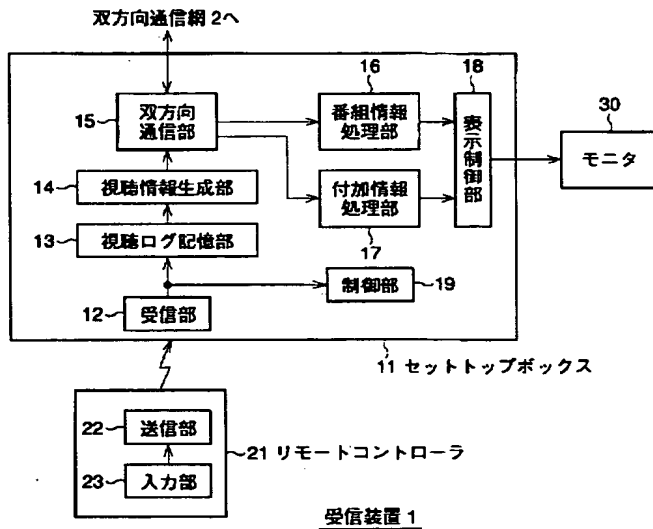 双方向通信網2へ
16
18
15
双方向
通信部
番組情報
処理部
表示制御部
30
モニタ
14
視聴情報生成部
付加情報
処理部
13
視聴ログ記憶部
17
制御部
19
12
受信部
11 セットトップボックス
22
送信部
21 リモートコントローラ
23
入力部
受信装置1